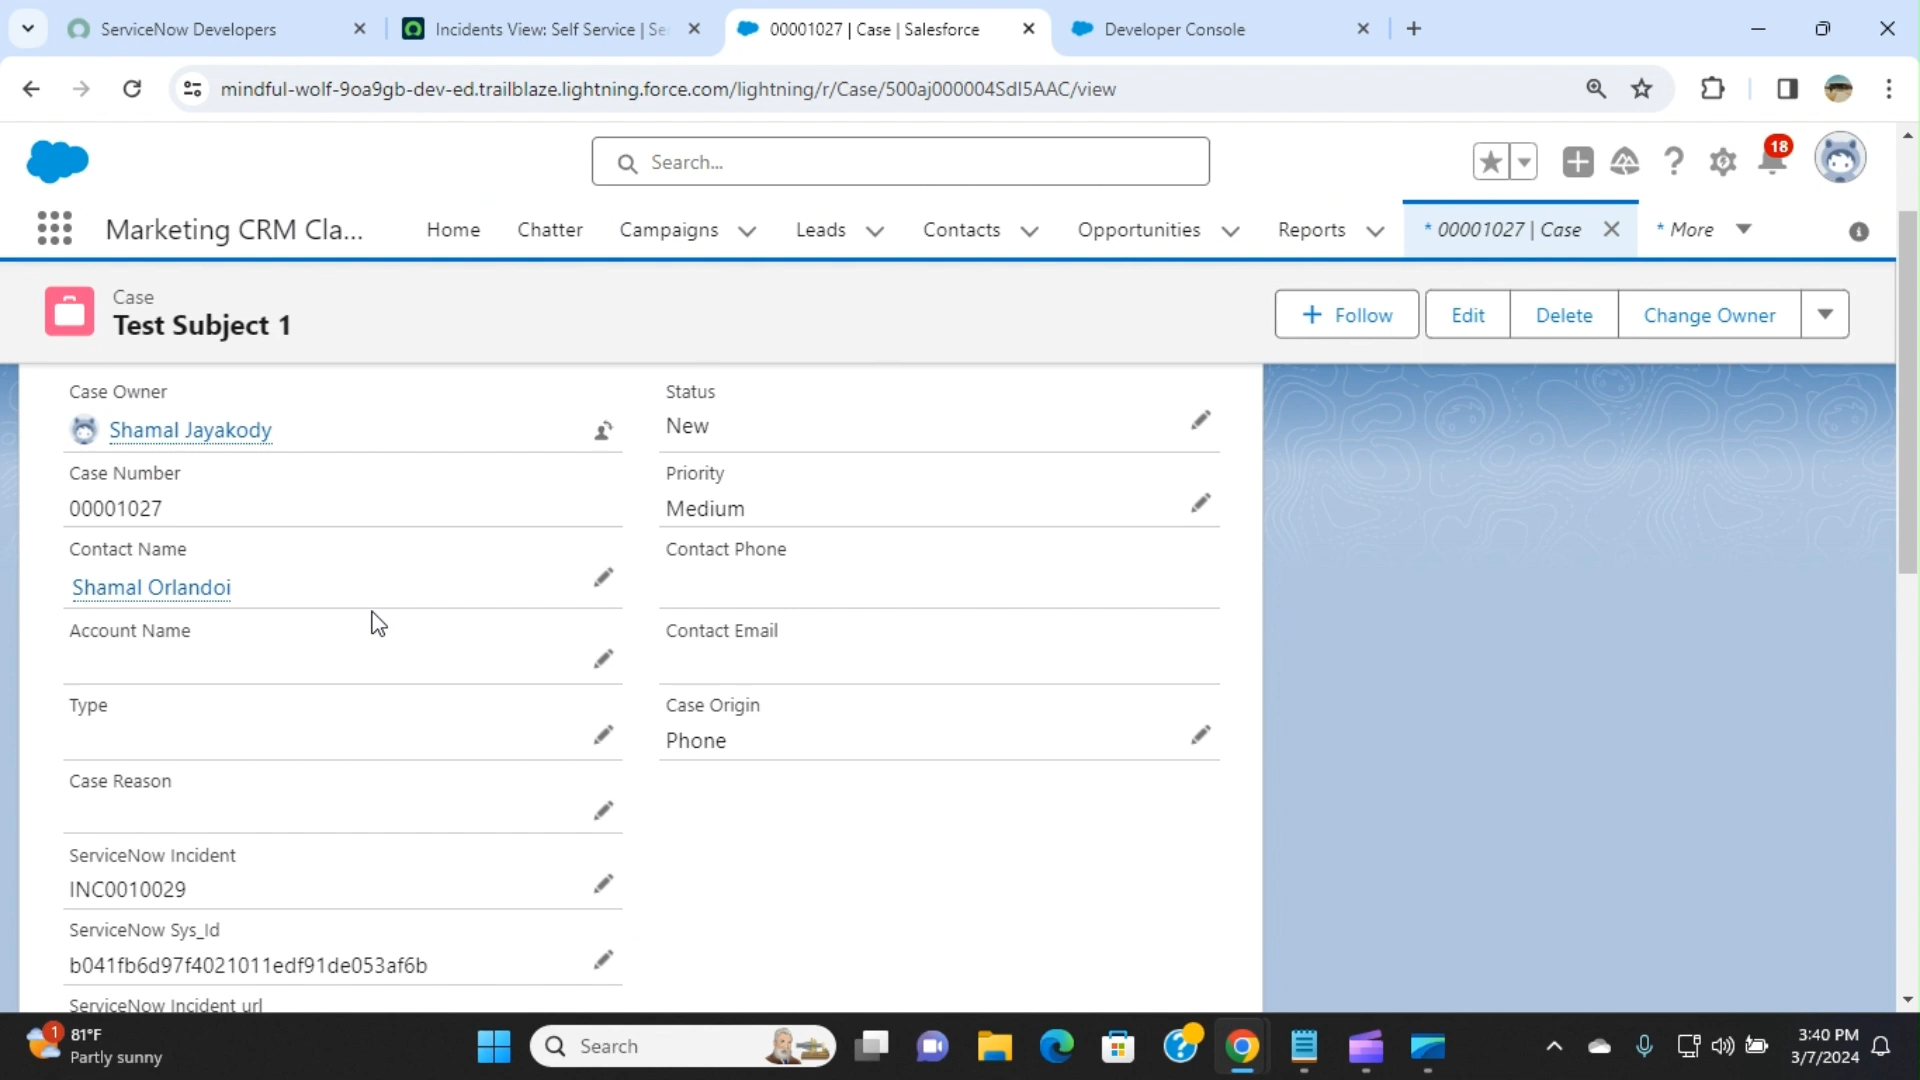 ServiceNow Developers
Incidents View: Self Service | Se
00001027 | Case | Salesforce
Developer Console
mindful-wolf-9oa9gb-dev-ed.trailblaze.lightning.force.com/lightning/r/Case/500aj000004SdI5AAC/view
Search...
18
Marketing CRM Cla...
Home
Chatter
Campaigns
Leads
Contacts
Opportunities
Reports
* 00001027 | Case
* More
Case
Test Subject 1
Follow
Edit
Delete
Change Owner
Case Owner
Shamal Jayakody
Status
New
Case Number
00001027
Priority
Medium
Contact Name
Shamal Orlandoi
Contact Phone
Account Name
Contact Email
Type
Case Origin
Phone
Case Reason
ServiceNow Incident
INC0010029
ServiceNow Sys_Id
b041fb6d97f4021011edf91de053af6b
ServiceNow Incident url
1
81°F
Partly sunny
Search
3:40 PM
3/7/2024